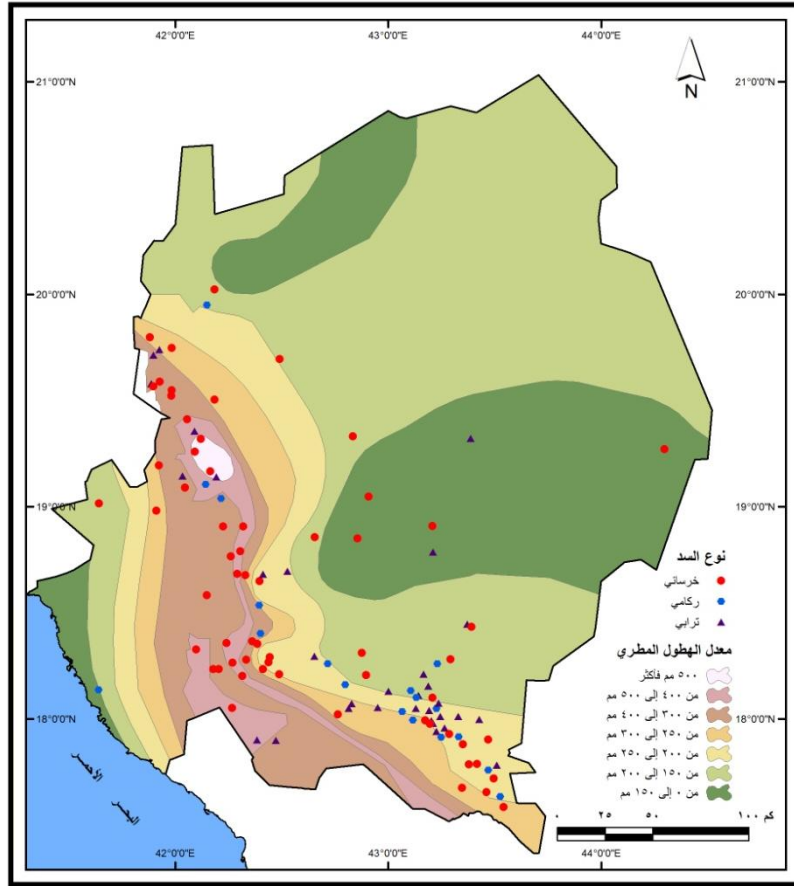 42°0'0"E 43°0'0"E 44°0'0"E
21°0'0"N 21°0'0"N
N
20°0'0"N 20°0'0"N
19°0'0"N 19°0'0"N
نوع السد
خرساني
ركامي
ترابي
معدل الهطول المطري
٥٠٠ مم فأكثر
من ٤٠٠ إلى ٥٠٠ مم
من ٣٠٠ إلى ٤٠٠ مم
من ٢٥٠ إلى ٣٠٠ مم
من ٢٠٠ إلى ٢٥٠ مم
من ١٥٠ إلى ٢٠٠ مم
من ٠ إلى ١٥٠ مم
18°0'0"N 18°0'0"N
البحر
الأحمر
كم ١٠٠ ٥٠ ٢٥ ٠
42°0'0"E 43°0'0"E 44°0'0"E